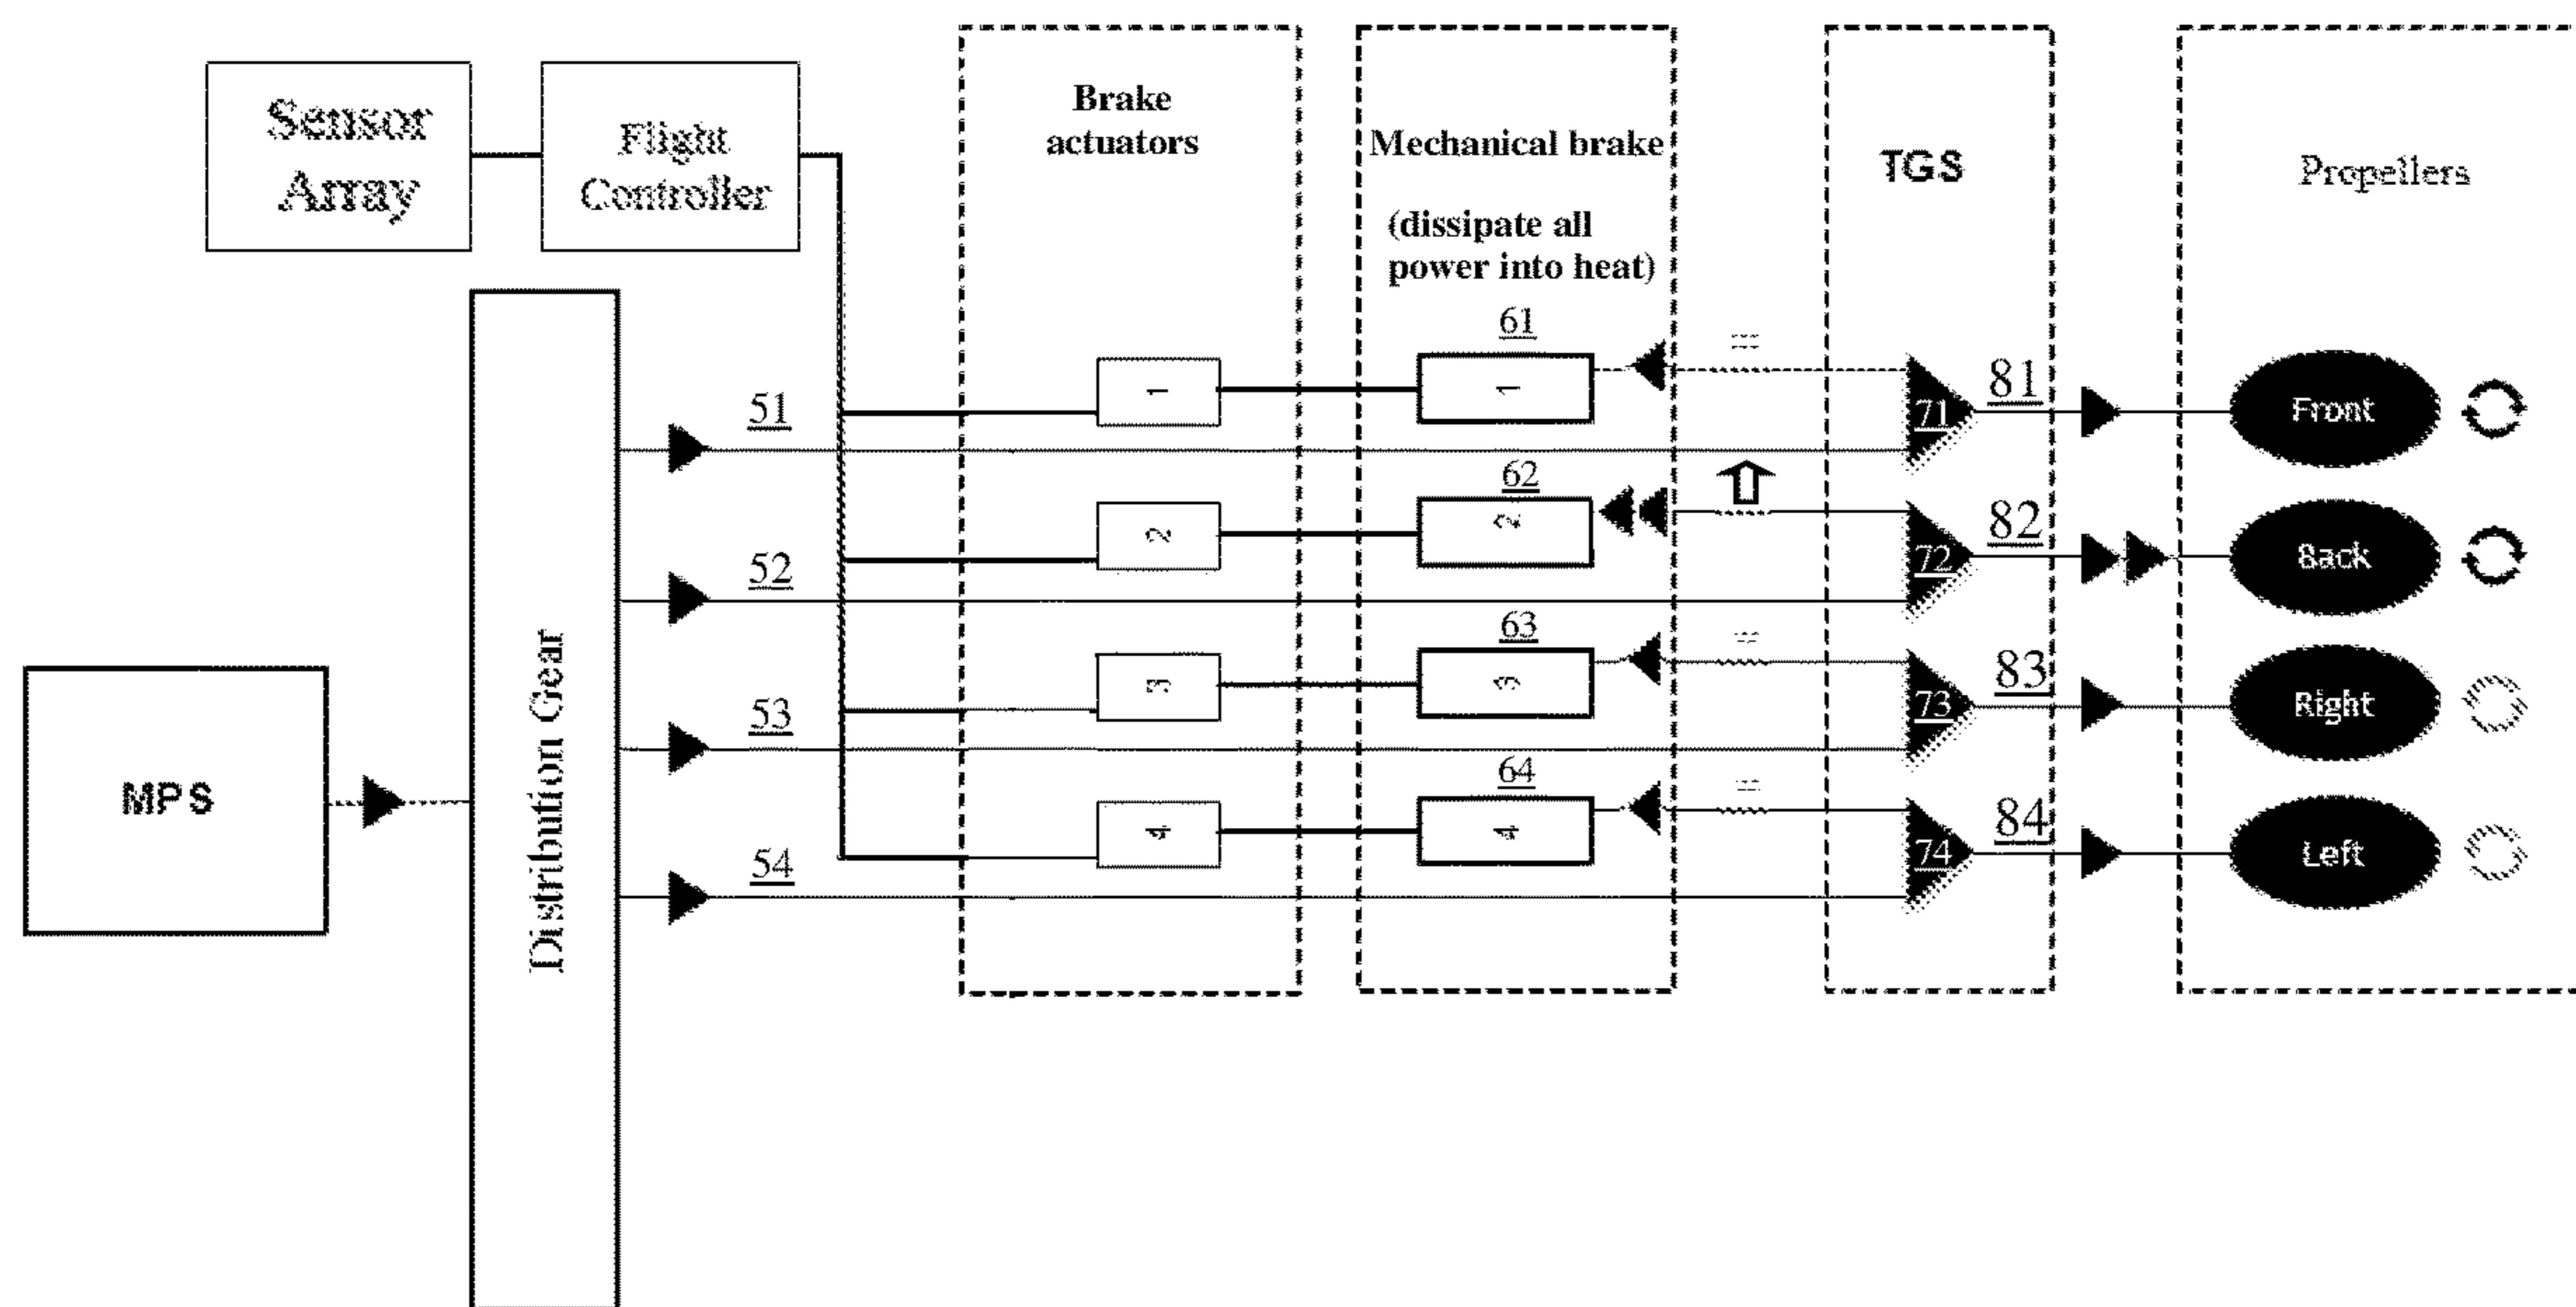 Sensor
Array
Flight
Controller
Brake
actuators
Mechanical brake
(dissipate all
power into heat)
TGS
Propellers
MPS
Distribution Gear
51
1
61
1
71
81
Front
52
2
62
2
72
82
Back
53
3
63
3
73
83
Right
54
4
64
4
74
84
Left